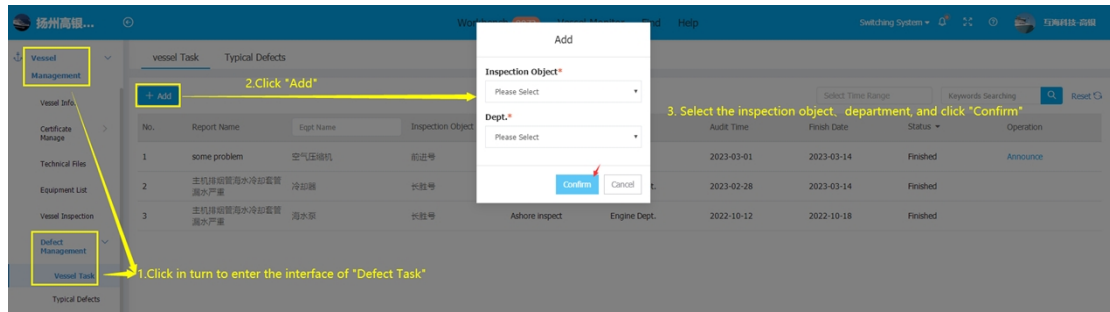 扬州高银...
Help
Switching System
互海科技-高银
Vessel
Management
Vessel Info.
Certificate
Manage
Technical Files
Equipment List
Vessel Inspection
Defect
Management
Vessel Task
Typical Defects
vessel Task
Typical Defects
+ Add
2.Click "Add"
Select Time Range
Keywords Searching
Reset
No. Report Name Eqpt Name Inspection Object Audit Time Finish Date Status Operation
1 some problem 空气压缩机 前进号 2023-03-01 2023-03-14 Finished Announce
2 主机排烟管海水冷却套管 漏水严重 冷却器 长胜号 2023-02-28 2023-03-14 Finished
3 主机排烟管海水冷却套管 漏水严重 海水泵 长胜号 Ashore inspect Engine Dept. 2022-10-12 2022-10-18 Finished
Add
Inspection Object*
Please Select
Dept.*
Please Select
Confirm Cancel
3. Select the inspection object、department, and click "Confirm"
1.Click in turn to enter the interface of "Defect Task"